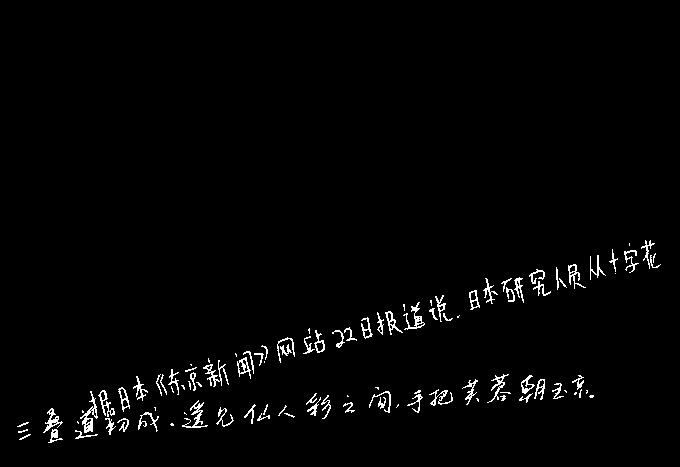 据日本《东京新闻》网站22日报道说,日本研究人员从十字花
三叠道初成,遥见仙人彩之间,手把芙蓉朝玉京。